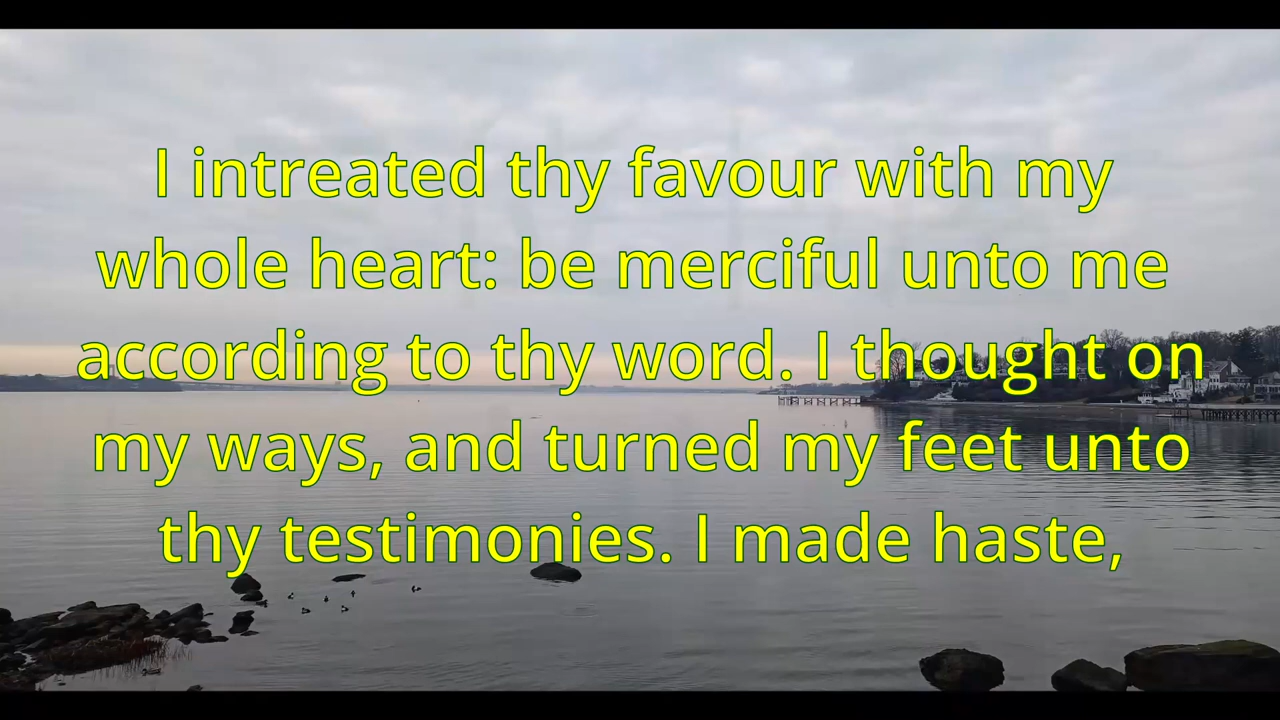 I intreated thy favour with my
whole heart: be merciful unto me
according to thy word. I thought on
my ways, and turned my feet unto
thy testimonies. I made haste,